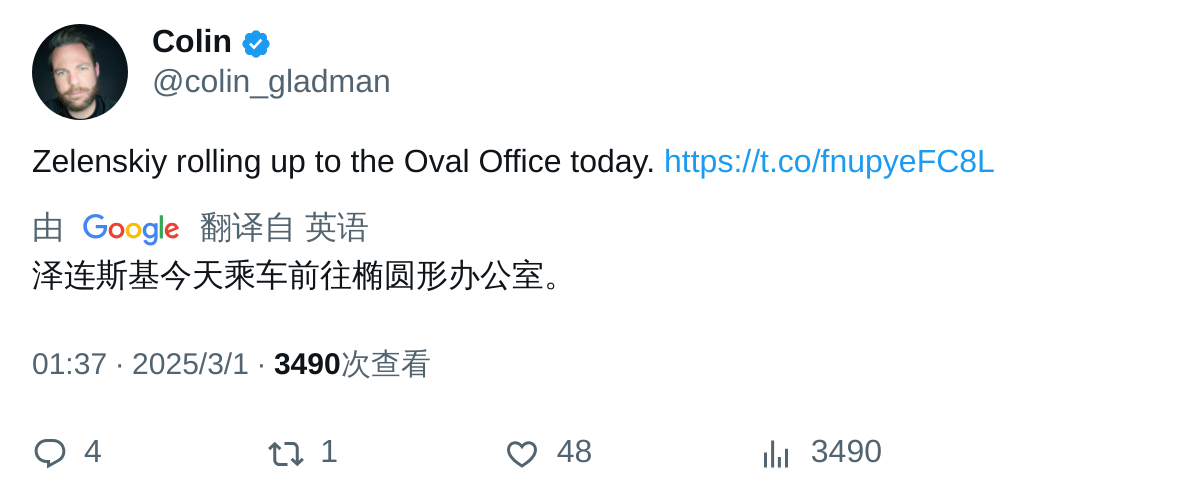 Colin
@colin_gladman
Zelenskiy rolling up to the Oval Office today. https://t.co/fnupyeFC8L
由 Google 翻译自 英语
泽连斯基今天乘车前往椭圆形办公室。
01:37 · 2025/3/1 · 3490次查看
4 1 48 3490